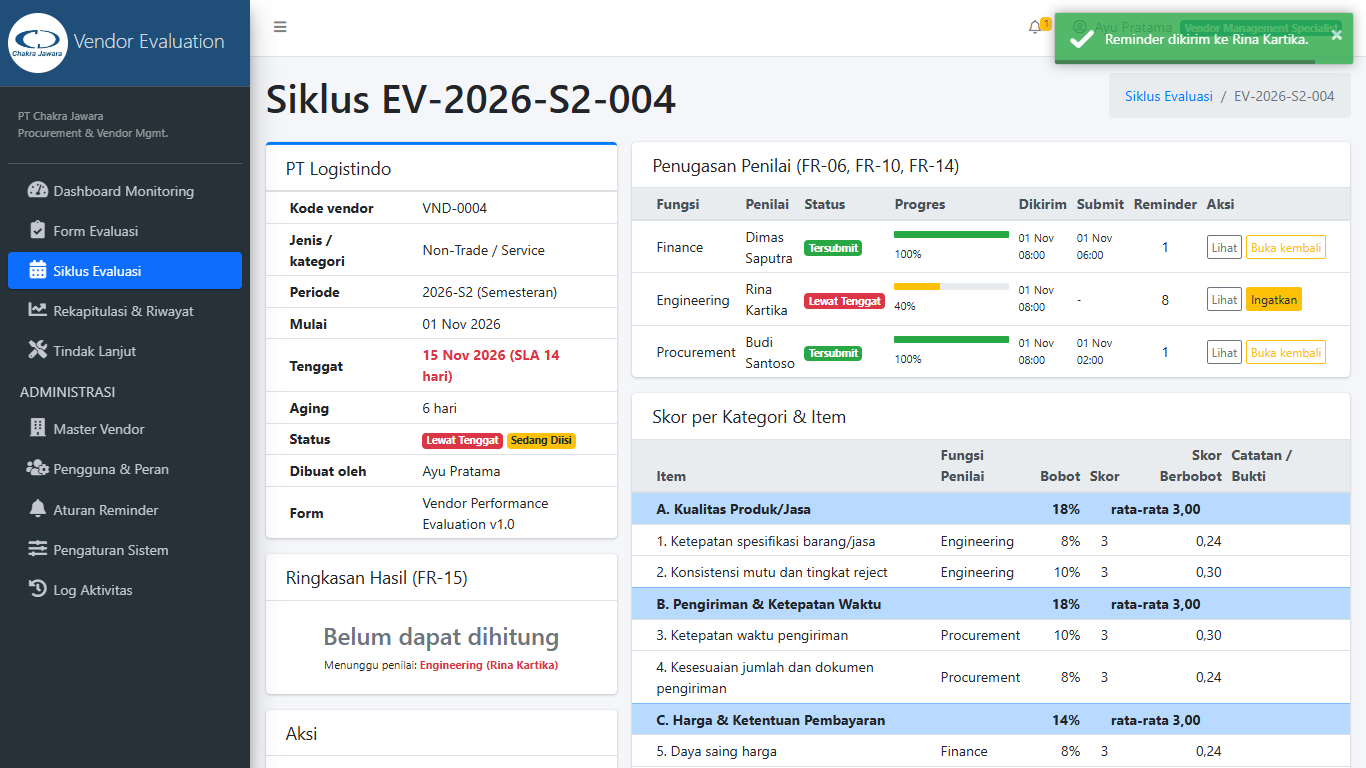 Chakra Jawara
Vendor Evaluation
PT Chakra Jawara
Procurement & Vendor Mgmt.
Dashboard Monitoring
Form Evaluasi
Siklus Evaluasi
Rekapitulasi & Riwayat
Tindak Lanjut
ADMINISTRASI
Master Vendor
Pengguna & Peran
Aturan Reminder
Pengaturan Sistem
Log Aktivitas
1
Ayu Pratama Vendor Management Specialist
Reminder dikirim ke Rina Kartika.
×
Siklus EV-2026-S2-004
Siklus Evaluasi / EV-2026-S2-004
PT Logistindo
Kode vendor VND-0004
Jenis / kategori Non-Trade / Service
Periode 2026-S2 (Semesteran)
Mulai 01 Nov 2026
Tenggat 15 Nov 2026 (SLA 14 hari)
Aging 6 hari
Status Lewat Tenggat Sedang Diisi
Dibuat oleh Ayu Pratama
Form Vendor Performance Evaluation v1.0
Ringkasan Hasil (FR-15)
Belum dapat dihitung
Menunggu penilai: Engineering (Rina Kartika)
Aksi
Penugasan Penilai (FR-06, FR-10, FR-14)
Fungsi Penilai Status Progres Dikirim Submit Reminder Aksi
Finance Dimas Saputra Tersubmit 100% 01 Nov 08:00 01 Nov 06:00 1 Lihat Buka kembali
Engineering Rina Kartika Lewat Tenggat 40% 01 Nov 08:00 - 8 Lihat Ingatkan
Procurement Budi Santoso Tersubmit 100% 01 Nov 08:00 01 Nov 02:00 1 Lihat Buka kembali
Skor per Kategori & Item
Item Fungsi Penilai Bobot Skor Skor Berbobot Catatan / Bukti
A. Kualitas Produk/Jasa 18% rata-rata 3,00
1. Ketepatan spesifikasi barang/jasa Engineering 8% 3 0,24
2. Konsistensi mutu dan tingkat reject Engineering 10% 3 0,30
B. Pengiriman & Ketepatan Waktu 18% rata-rata 3,00
3. Ketepatan waktu pengiriman Procurement 10% 3 0,30
4. Kesesuaian jumlah dan dokumen pengiriman Procurement 8% 3 0,24
C. Harga & Ketentuan Pembayaran 14% rata-rata 3,00
5. Daya saing harga Finance 8% 3 0,24